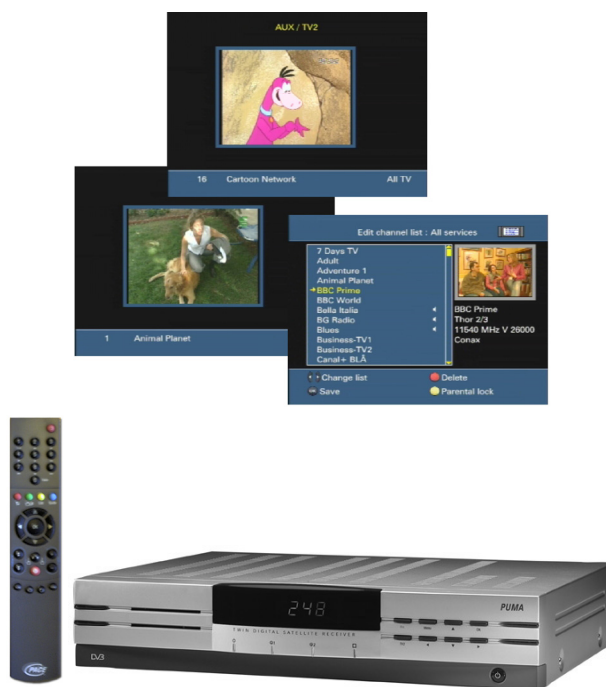 AUX / TV2
16 Cartoon Network All TV
1 Animal Planet
Edit channel list : All services
7 Days TV
Adult
Adventure 1
Animal Planet
BBC Prime
BBC World
Bella Italia
BG Radio
Blues
Business-TV1
Business-TV2
Canal+ BLÅ
BBC Prime
Thor 2/3
11540 MHz V 26000
Conax
Change list
Delete
OK Save
Parental lock
PACE
248
PUMA
TWIN DIGITAL SATELLITE RECEIVER
DVB